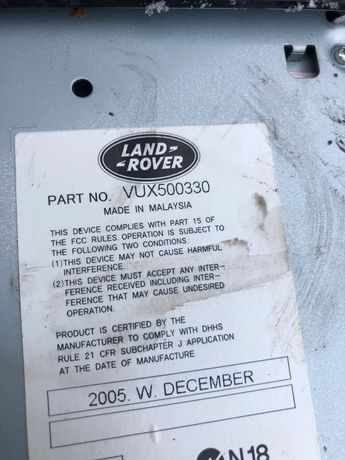 LAND-
-ROVER
PART NO. VUX500330
MADE IN MALAYSIA
THIS DEVICE COMPLIES WITH PART 15 OF
THE FCC RULES. OPERATION IS SUBJECT TO
THE FOLLOWING TWO CONDITIONS:
(1)THIS DEVICE MAY NOT CAUSE HARMFUL
INTERFERENCE.
(2)THIS DEVICE MUST ACCEPT ANY INTER-
FERENCE RECEIVED INCLUDING INTER-
FERENCE THAT MAY CAUSE UNDESIRED
OPERATION.
PRODUCT IS CERTIFIED BY THE
MANUFACTURER TO COMPLY WITH DHHS
RULE 21 CFR SUBCHAPTER J APPLICATION
AT THE DATE OF MANUFACTURE
2005. W. DECEMBER
N18